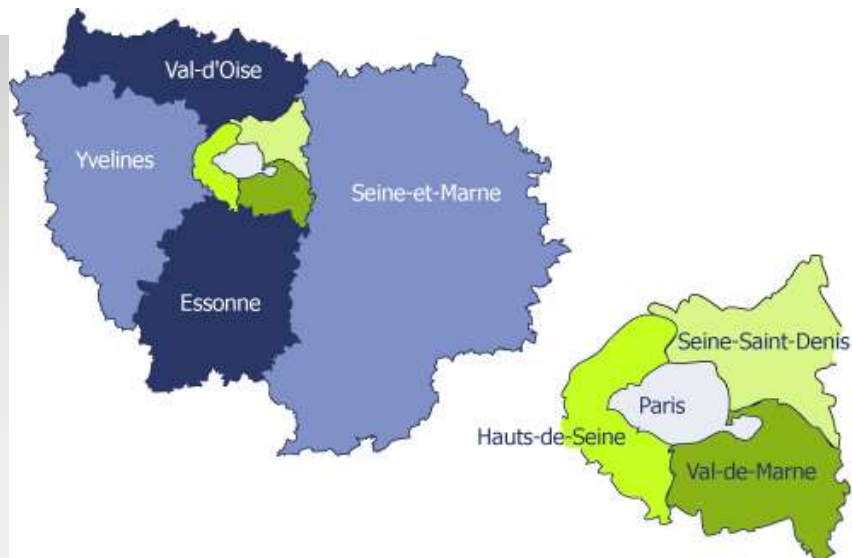 Val-d'Oise
Yvelines
Seine-et-Marne
Essonne
Seine-Saint-Denis
Paris
Hauts-de-Seine
Val-de-Marne